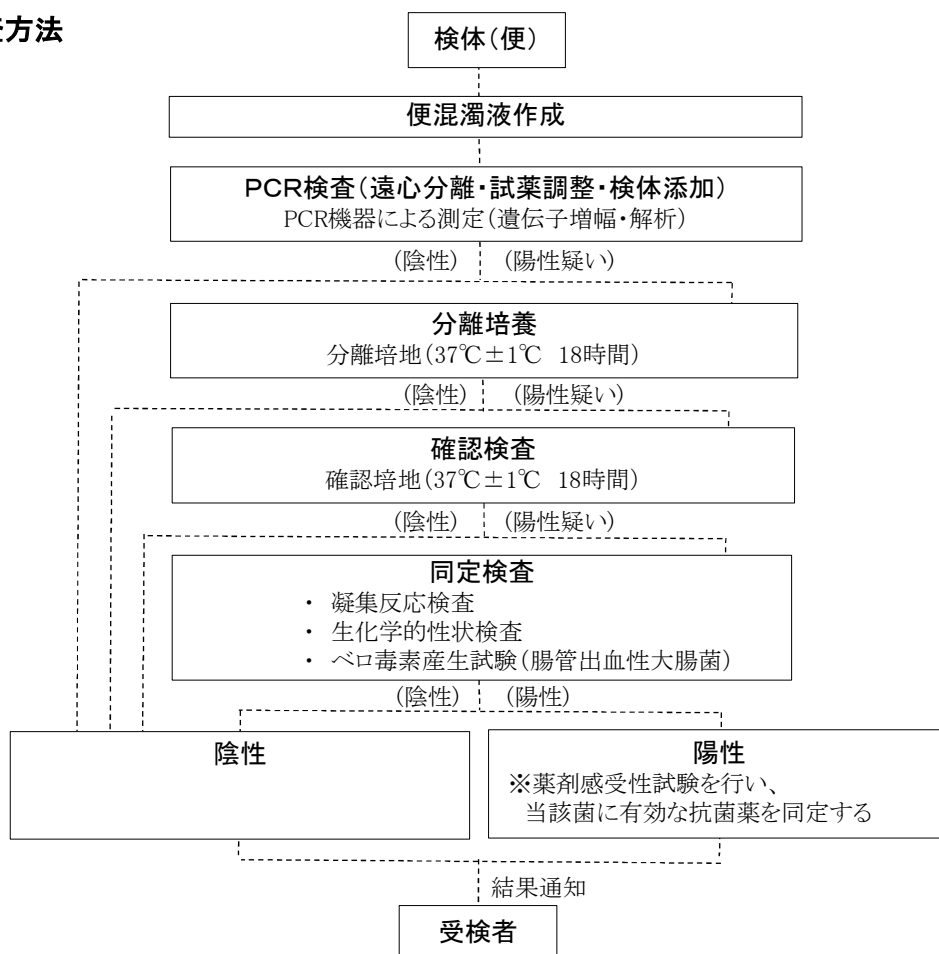 方法
検体(便)
便混濁液作成
PCR検査(遠心分離・試薬調整・検体添加)
PCR機器による測定(遺伝子増幅・解析)
(陰性) (陽性疑い)
分離培養
分離培地(37℃±1℃ 18時間)
(陰性) (陽性疑い)
確認検査
確認培地(37℃±1℃ 18時間)
(陰性) (陽性疑い)
同定検査
・ 凝集反応検査
・ 生化学的性状検査
・ ベロ毒素産生試験(腸管出血性大腸菌)
(陰性) (陽性)
陰性
陽性
※薬剤感受性試験を行い、
当該菌に有効な抗菌薬を同定する
結果通知
受検者